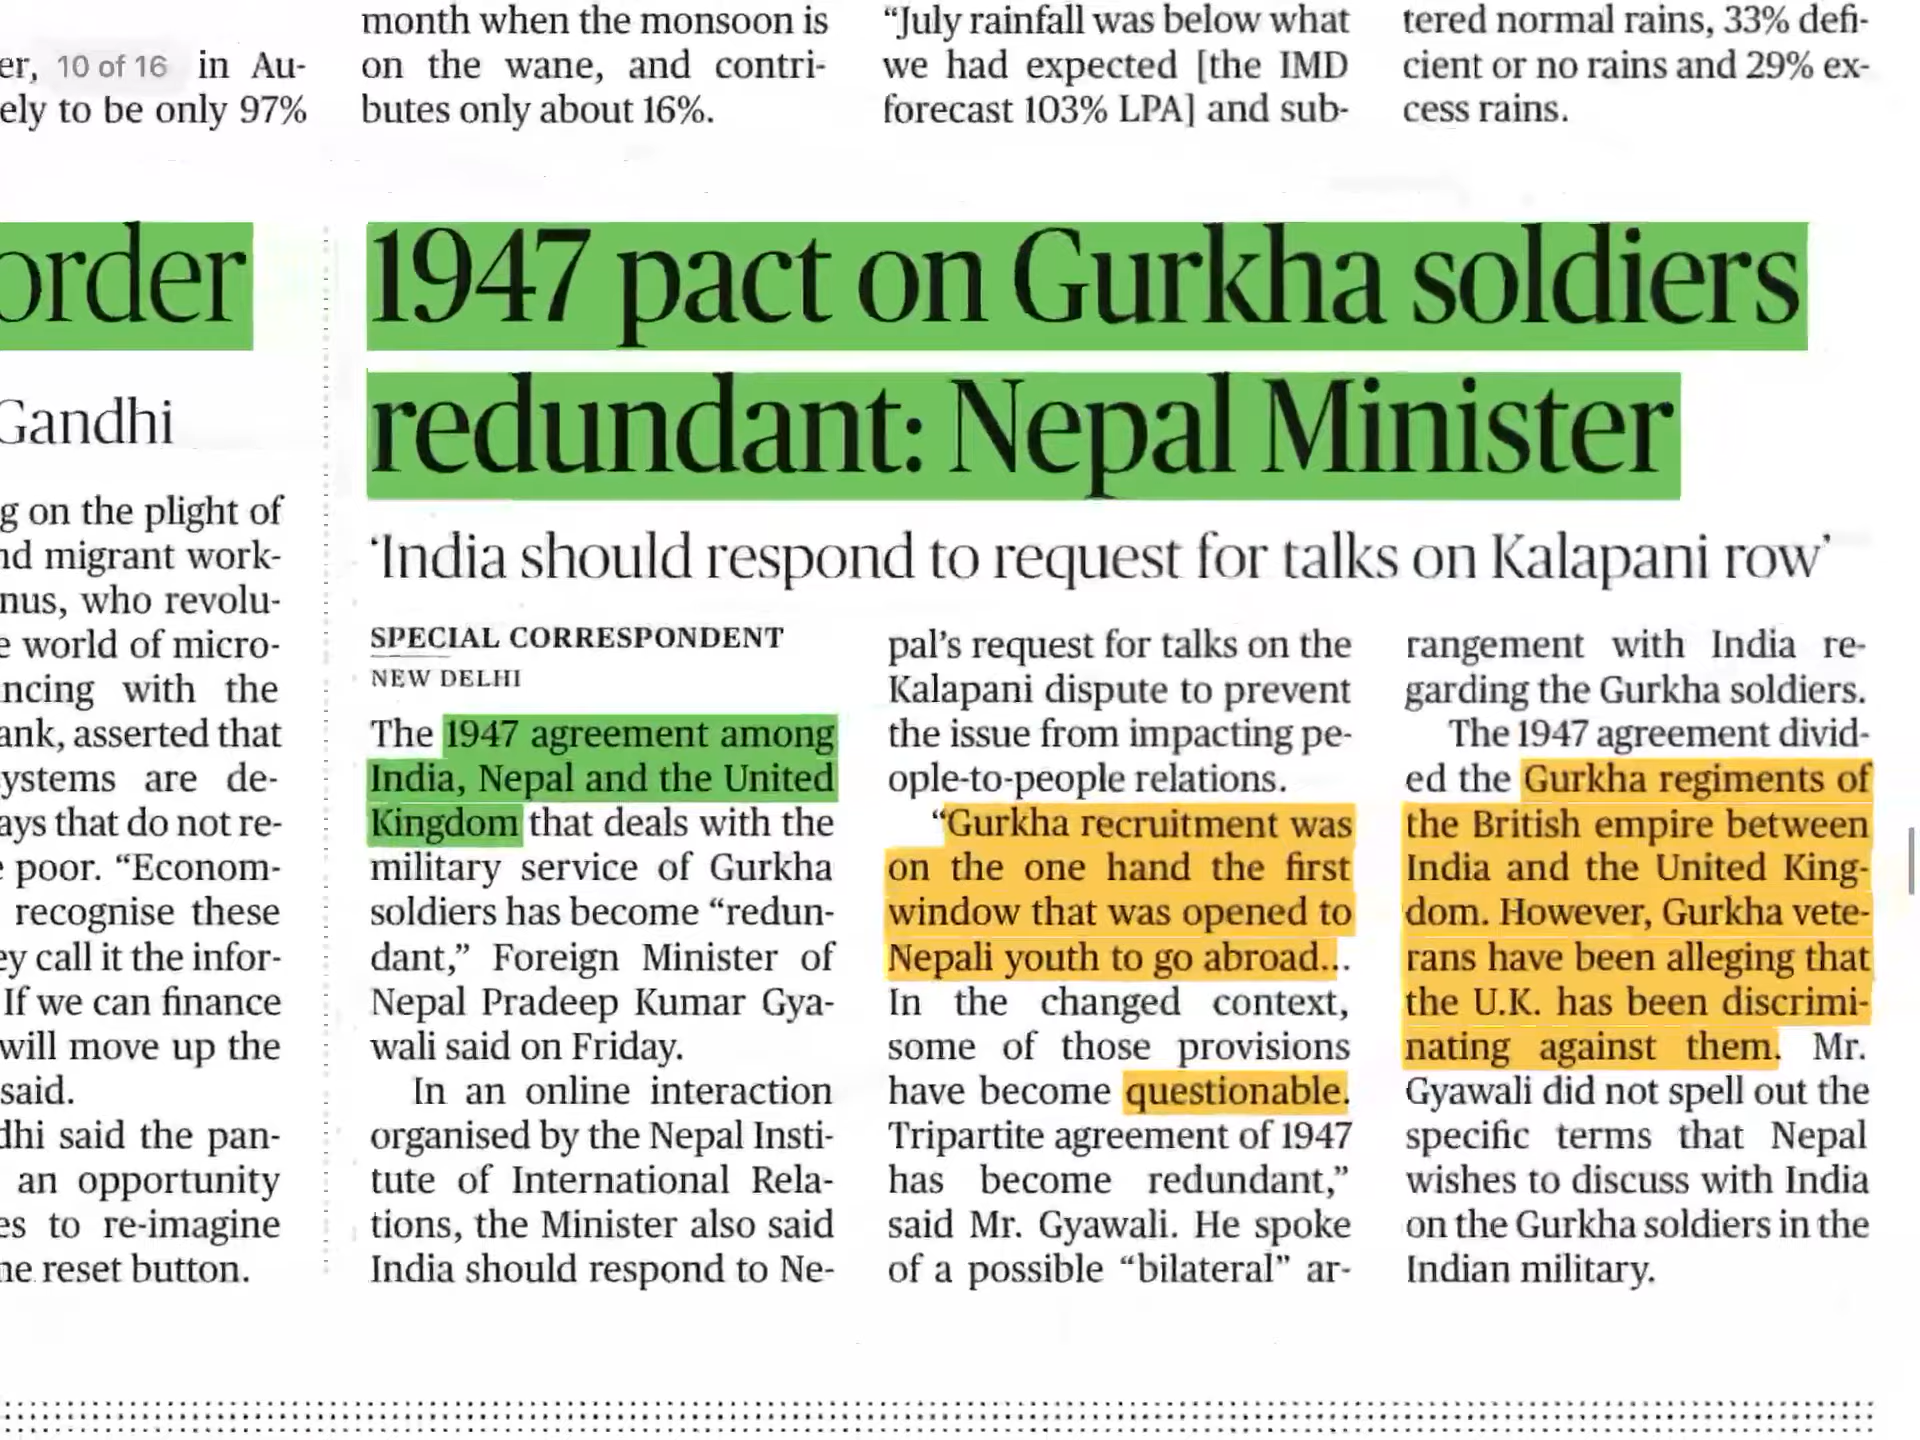 er, 10 of 16 in Au-
ely to be only 97%
month when the monsoon is
on the wane, and contri-
butes only about 16%.
“July rainfall was below what
we had expected [the IMD
forecast 103% LPA] and sub-
tered normal rains, 33% defi-
cient or no rains and 29% ex-
cess rains.
order
Gandhi
g on the plight of
nd migrant work-
nus, who revolu-
e world of micro-
ncing with the
ank, asserted that
ystems are de-
ays that do not re-
e poor. “Econom-
recognise these
ey call it the infor-
If we can finance
will move up the
said.
dhi said the pan-
an opportunity
es to re-imagine
ne reset button.
1947 pact on Gurkha soldiers
redundant: Nepal Minister
‘India should respond to request for talks on Kalapani row’
SPECIAL CORRESPONDENT
NEW DELHI
The 1947 agreement among
India, Nepal and the United
Kingdom that deals with the
military service of Gurkha
soldiers has become “redun-
dant,” Foreign Minister of
Nepal Pradeep Kumar Gya-
wali said on Friday.
In an online interaction
organised by the Nepal Insti-
tute of International Rela-
tions, the Minister also said
India should respond to Ne-
pal’s request for talks on the
Kalapani dispute to prevent
the issue from impacting pe-
ople-to-people relations.
“Gurkha recruitment was
on the one hand the first
window that was opened to
Nepali youth to go abroad...
In the changed context,
some of those provisions
have become questionable.
Tripartite agreement of 1947
has become redundant,”
said Mr. Gyawali. He spoke
of a possible “bilateral” ar-
rangement with India re-
garding the Gurkha soldiers.
The 1947 agreement divid-
ed the Gurkha regiments of
the British empire between
India and the United King-
dom. However, Gurkha vete-
rans have been alleging that
the U.K. has been discrimi-
nating against them. Mr.
Gyawali did not spell out the
specific terms that Nepal
wishes to discuss with India
on the Gurkha soldiers in the
Indian military.